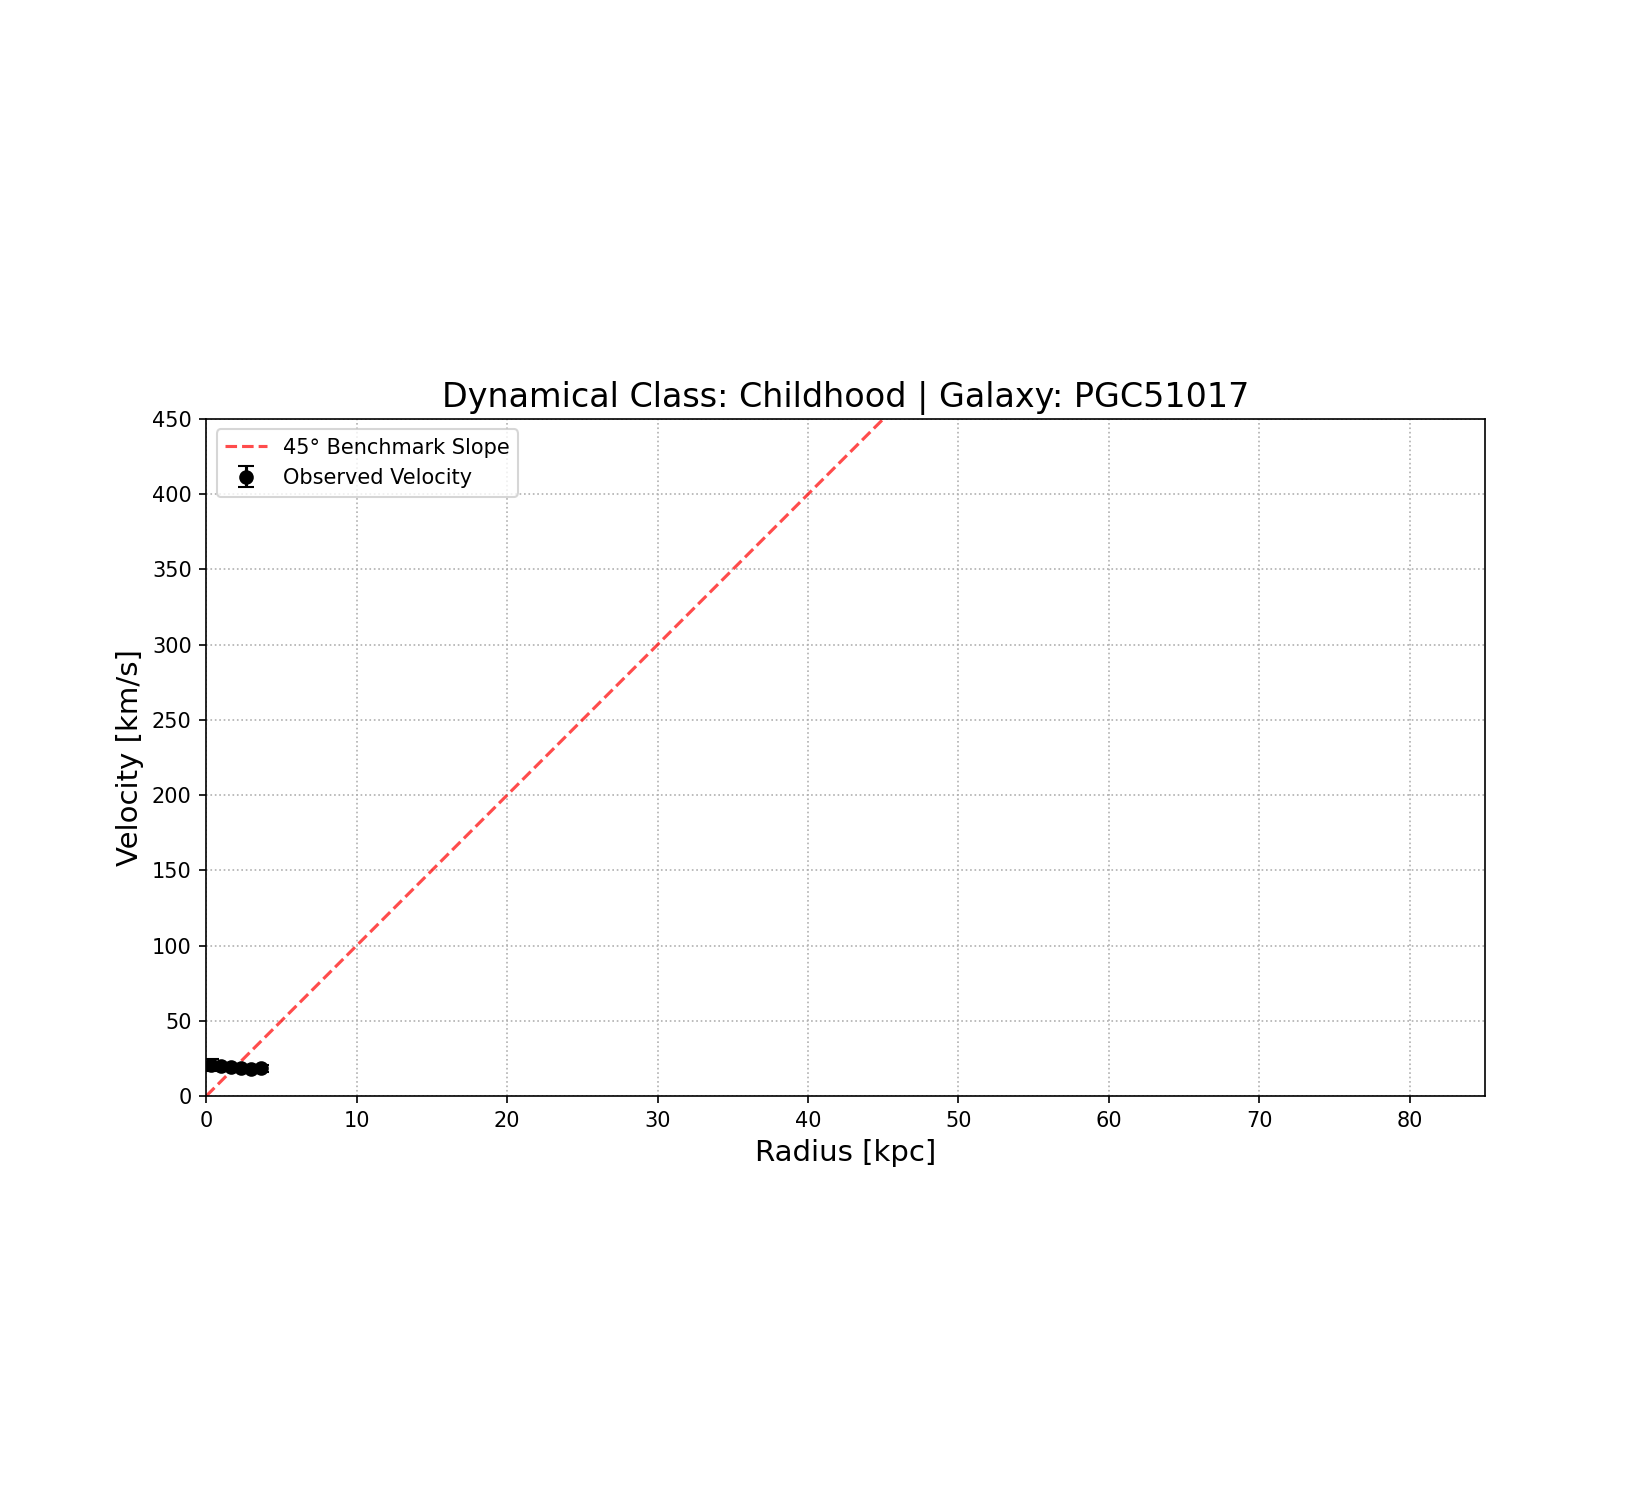 Dynamical Class: Childhood | Galaxy: PGC51017
450
400
350
300
250
200
150
100
50
0
45° Benchmark Slope
Observed Velocity
Velocity [km/s]
0 10 20 30 40 50 60 70 80
Radius [kpc]